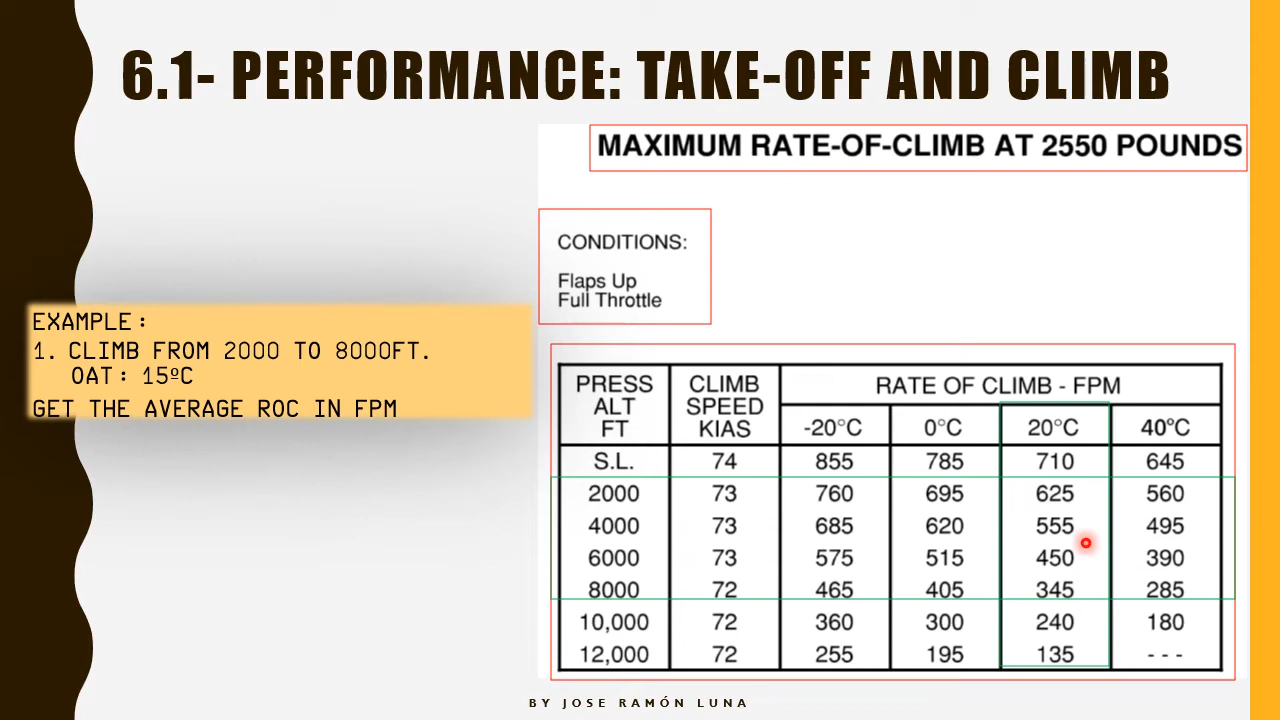 6.1- PERFORMANCE: TAKE-OFF AND CLIMB
MAXIMUM RATE-OF-CLIMB AT 2550 POUNDS
CONDITIONS:
Flaps Up
Full Throttle
EXAMPLE:
1. CLIMB FROM 2000 TO 8000FT.
OAT: 15ºC
GET THE AVERAGE ROC IN FPM
PRESS ALT FT CLIMB SPEED KIAS RATE OF CLIMB - FPM
-20°C 0°C 20°C 40°C
S.L. 74 855 785 710 645
2000 73 760 695 625 560
4000 73 685 620 555 495
6000 73 575 515 450 390
8000 72 465 405 345 285
10,000 72 360 300 240 180
12,000 72 255 195 135 - - -
BY JOSE RAMÓN LUNA